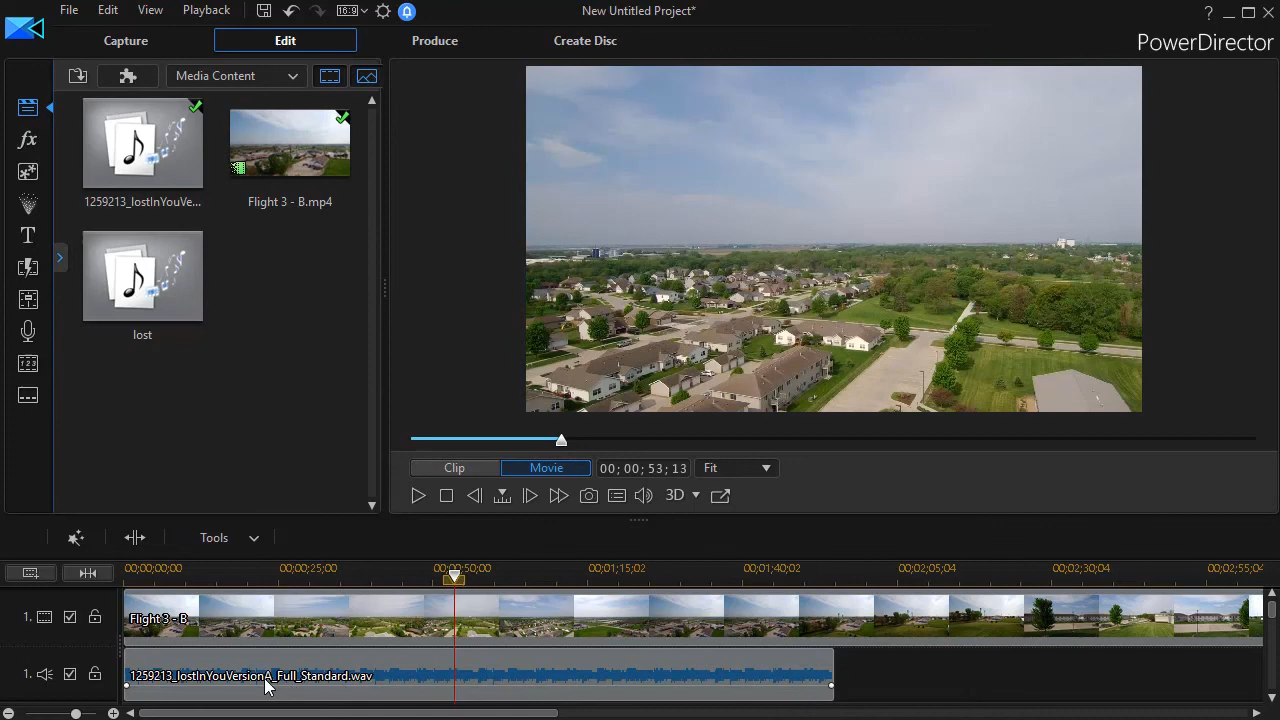 File Edit View Playback 16:9 New Untitled Project* ?
Capture Edit Produce Create Disc PowerDirector
Media Content
fx
1259213_lostInYouVe... Flight 3 - B.mp4
T
lost
123
Clip Movie 00; 00; 53; 13 Fit
3D
Tools
00;00;00;00 00;00;25;00 00;00;50;00 00;01;15;02 00;01;40;02 00;02;05;04 00;02;30;04 00;02;55;04
1. Flight 3 - B
1. 1259213_lostInYouVersionA_Full_Standard.wav